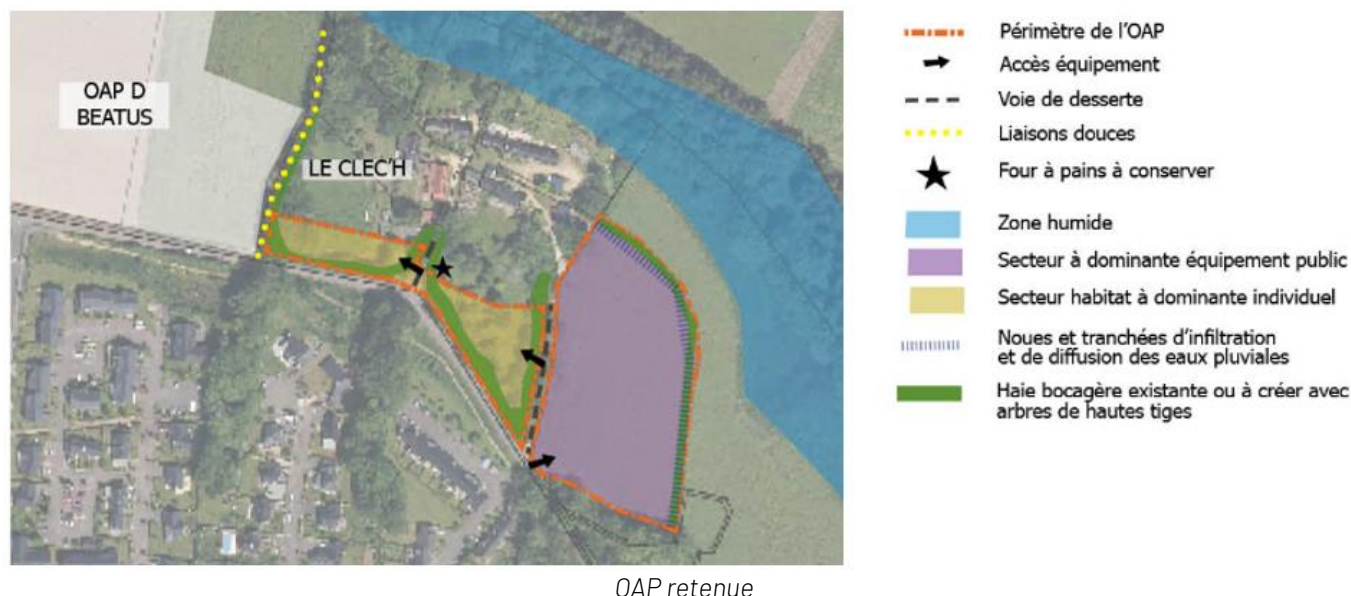 OAP D
BEATUS
LE CLEC'H
Périmètre de l'OAP
Accès équipement
Voie de desserte
Liaisons douces
Four à pains à conserver
Zone humide
Secteur à dominante équipement public
Secteur habitat à dominante individuel
Noues et tranchées d'infiltration
et de diffusion des eaux pluviales
Haie bocagère existante ou à créer avec
arbres de hautes tiges
OAP retenue